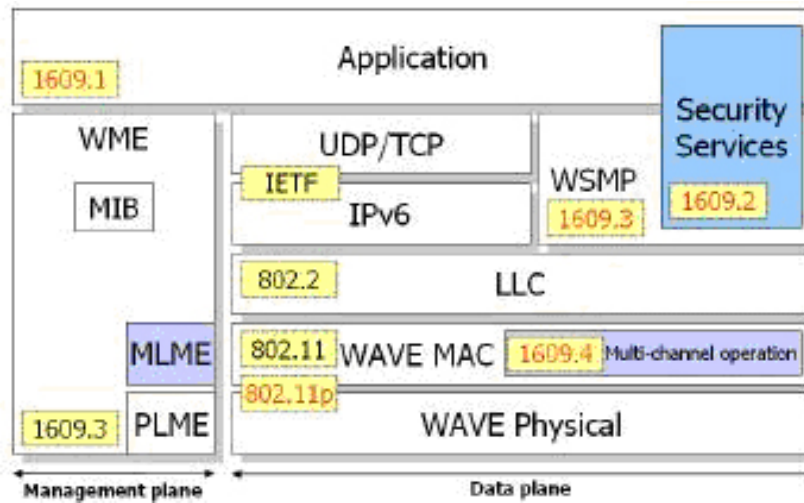 Application
1609.1
Security
Services
1609.2
WME
MIB
UDP/TCP
IETF
IPv6
WSMP
1609.3
802.2
LLC
MLME
802.11
WAVE MAC
1609.4
Multi-channel operation
802.11p
1609.3
PLME
WAVE Physical
Management plane
Data plane